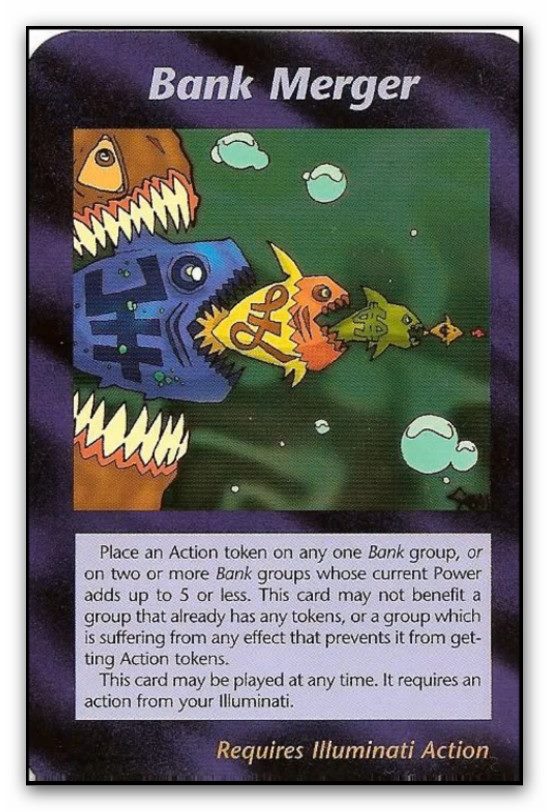 Bank Merger
Place an Action token on any one Bank group, or
on two or more Bank groups whose current Power
adds up to 5 or less. This card may not benefit a
group that already has any tokens, or a group which
is suffering from any effect that prevents it from get-
ting Action tokens.
This card may be played at any time. It requires an
action from your Illuminati.
Requires Illuminati Action